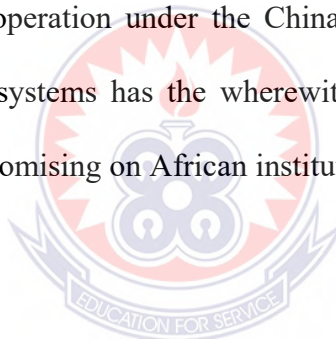 operation under the China
systems has the wherewit
omising on African institu
EDUCATION FOR SERVICE